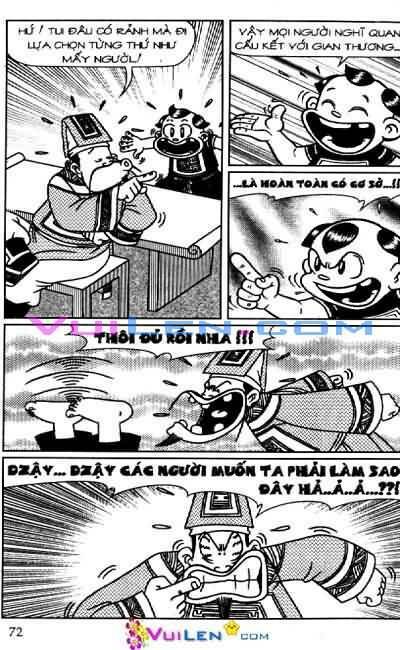 HỨ! TUI ĐÂU CÓ RẢNH MÀ ĐI
LỰA CHỌN TỪNG THỨ NHƯ
MẤY NGƯỜI!
VẬY MỌI NGƯỜI NGHĨ QUAN
CẤU KẾT VỚI GIAN THƯƠNG...
...LÀ HOÀN TOÀN CÓ CƠ SỞ...!!
VuiLen.com
THÔI ĐỦ RỒI NHA!!!
DZẬY... DZẬY CÁC NGƯỜI MUỐN TA PHẢI LÀM SAO
ĐÂY HẢ..Ả..Ả...??!
72
VuiLen.com